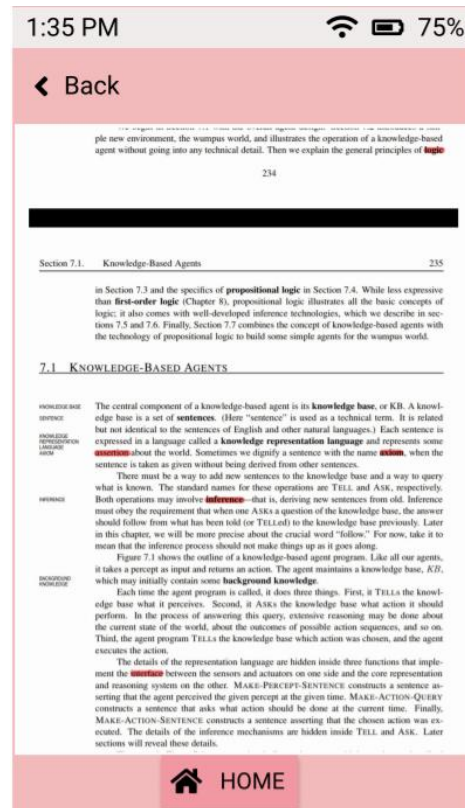 1:35 PM 75%
Back
ple new environment, the wumpus world, and illustrates the operation of a knowledge-based
agent without going into any technical detail. Then we explain the general principles of logic
234
Section 7.1. Knowledge-Based Agents 235
in Section 7.3 and the specifics of propositional logic in Section 7.4. While less expressive
than first-order logic (Chapter 8), propositional logic illustrates all the basic concepts of
logic; it also comes with well-developed inference technologies, which we describe in sec-
tions 7.5 and 7.6. Finally, Section 7.7 combines the concept of knowledge-based agents with
the technology of propositional logic to build some simple agents for the wumpus world.
7.1 KNOWLEDGE-BASED AGENTS
KNOWLEDGE BASE The central component of a knowledge-based agent is its knowledge base, or KB. A knowl-
SENTENCE edge base is a set of sentences. (Here “sentence” is used as a technical term. It is related
but not identical to the sentences of English and other natural languages.) Each sentence is
KNOWLEDGE REPRESENTATION LANGUAGE expressed in a language called a knowledge representation language and represents some
AXIOM assertion about the world. Sometimes we dignify a sentence with the name axiom, when the
sentence is taken as given without being derived from other sentences.
There must be a way to add new sentences to the knowledge base and a way to query
what is known. The standard names for these operations are TELL and ASK, respectively.
INFERENCE Both operations may involve inference—that is, deriving new sentences from old. Inference
must obey the requirement that when one ASKs a question of the knowledge base, the answer
should follow from what has been told (or TELLed) to the knowledge base previously. Later
in this chapter, we will be more precise about the crucial word “follow.” For now, take it to
mean that the inference process should not make things up as it goes along.
Figure 7.1 shows the outline of a knowledge-based agent program. Like all our agents,
it takes a percept as input and returns an action. The agent maintains a knowledge base, KB,
BACKGROUND KNOWLEDGE which may initially contain some background knowledge.
Each time the agent program is called, it does three things. First, it TELLs the knowl-
edge base what it perceives. Second, it ASKs the knowledge base what action it should
perform. In the process of answering this query, extensive reasoning may be done about
the current state of the world, about the outcomes of possible action sequences, and so on.
Third, the agent program TELLs the knowledge base which action was chosen, and the agent
executes the action.
The details of the representation language are hidden inside three functions that imple-
ment the interface between the sensors and actuators on one side and the core representation
and reasoning system on the other. MAKE-PERCEPT-SENTENCE constructs a sentence as-
serting that the agent perceived the given percept at the given time. MAKE-ACTION-QUERY
constructs a sentence that asks what action should be done at the current time. Finally,
MAKE-ACTION-SENTENCE constructs a sentence asserting that the chosen action was ex-
ecuted. The details of the inference mechanisms are hidden inside TELL and ASK. Later
sections will reveal these details.
HOME